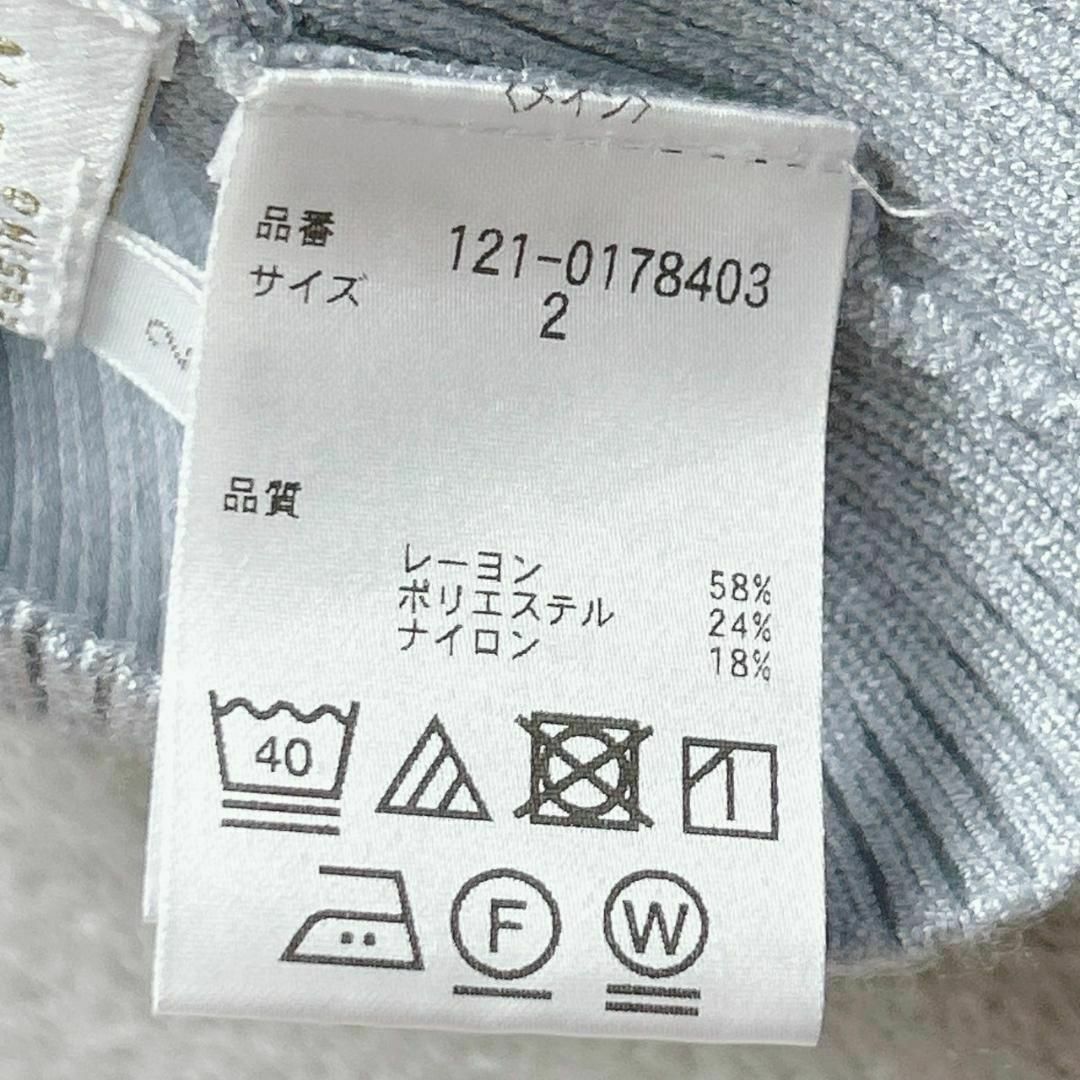 〈メイン〉
品番 121-0178403
サイズ 2
品質
レーヨン 58%
ポリエステル 24%
ナイロン 18%
40
F W